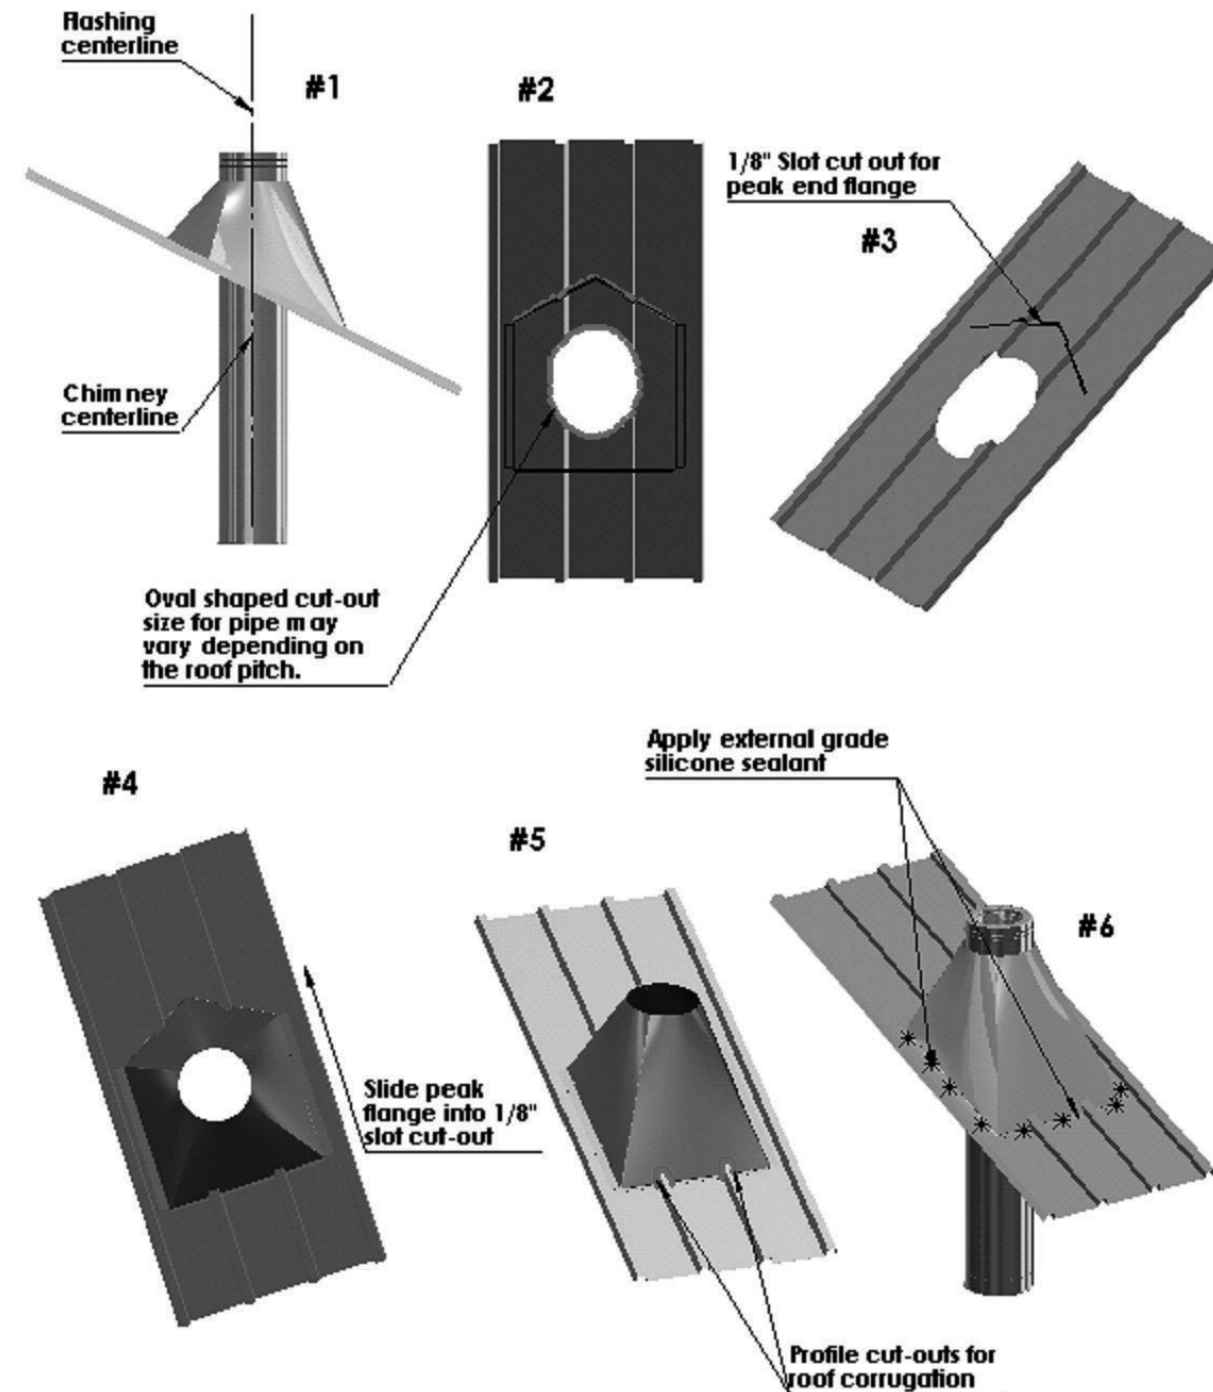 Flashing
centerline
#1
#2
1/8" Slot cut out for
peak end flange
#3
Chimney
centerline
Oval shaped cut-out
size for pipe may
vary depending on
the roof pitch.
Apply external grade
silicone sealant
#4
#5
#6
Slide peak
flange into 1/8"
slot cut-out
Profile cut-outs for
roof corrugation